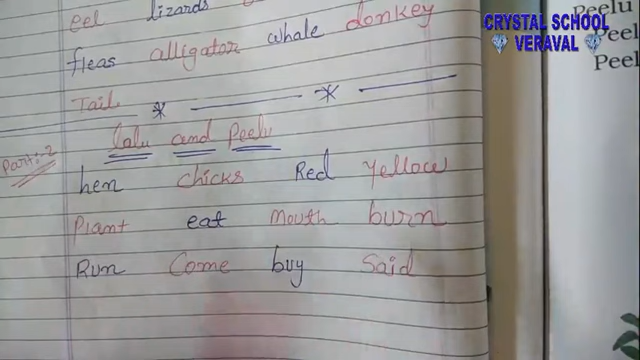 eel lizards
fleas alligator whale donkey
Tail * *
Part:-2
lalu and Peelu
hen chicks Red Yellow
Plant eat Mouth burn
Run Come buy Said
CRYSTAL SCHOOL
VERAVAL
Peelu
Peel
Peel